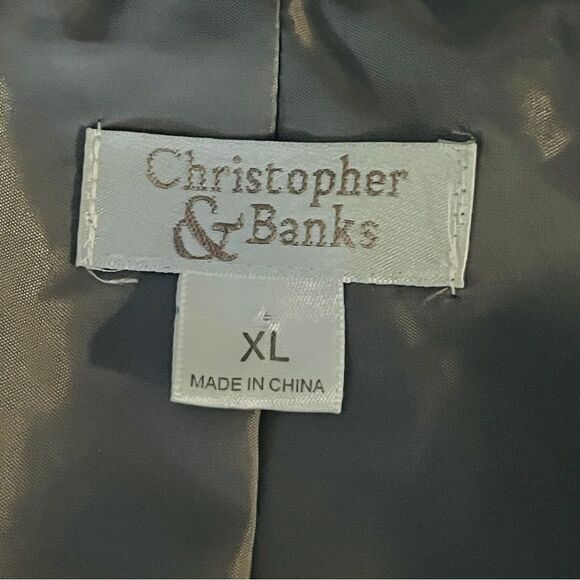 Christopher
& Banks
XL
MADE IN CHINA